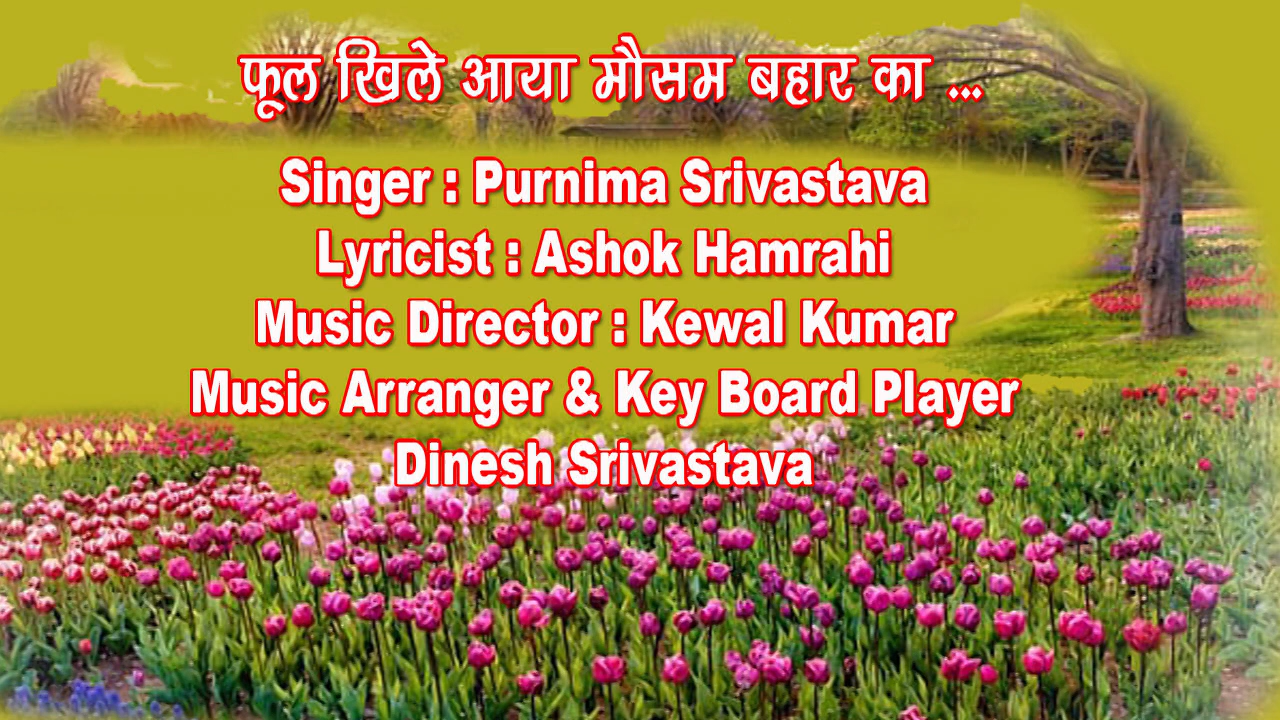 फूल खिले आया मौसम बहार का ...
Singer : Purnima Srivastava
Lyricist : Ashok Hamrahi
Music Director : Kewal Kumar
Music Arranger & Key Board Player
Dinesh Srivastava